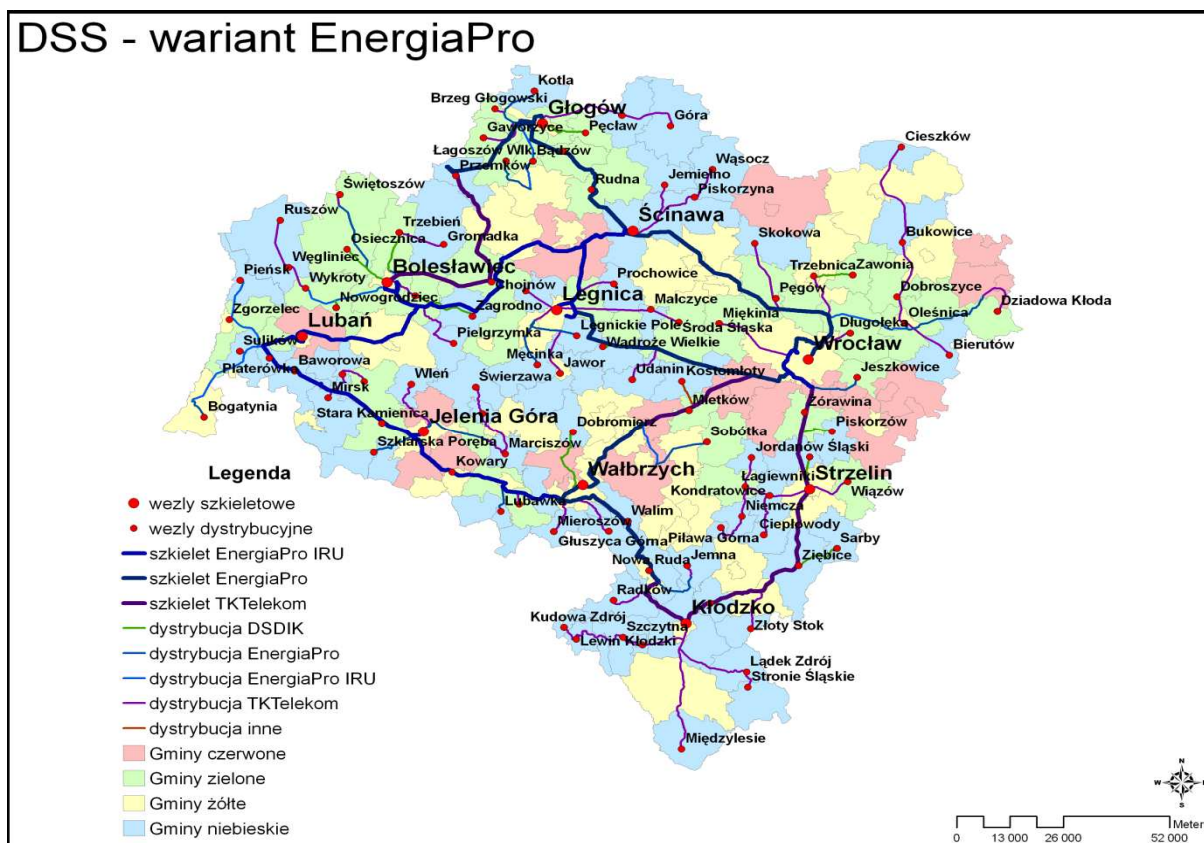 DSS - wariant EnergiaPro
Kotla
Brzeg Głogowski
Głogów
Góra
Gaworzyce
Pęcław
Cieszków
Łagoszów Wlk.
Bądzów
Przemków
Wąsocz
Świętoszów
Rudna
Jemielno
Piskorzyna
Ruszów
Trzebień
Ścinawa
Osiecznica
Gromadka
Skokowa
Bukowice
Węgliniec
Bolesławiec
Pieńsk
Wykroty
Prochowice
Trzebnica
Zawonia
Nowogrodziec
Chojnów
Legnica
Pęgów
Dobroszyce
Dziadowa Kłoda
Zgorzelec
Zagrodno
Malczyce
Miękinia
Oleśnica
Lubań
Legnickie Pole
Środa Śląska
Długołęka
Sulików
Pielgrzymka
Wądroże Wielkie
Wrocław
Bierutów
Baworowa
Męcinka
Platerówka
Jawor
Udanin
Kostomłoty
Jeszkowice
Mirsk
Wleń
Świerzawa
Mietków
Żórawina
Bogatynia
Stara Kamienica
Jelenia Góra
Dobromierz
Sobótka
Piskorzów
Szklarska Poręba
Marciszów
Jordanów Śląski
Kowary
Wałbrzych
Łagiewniki
Strzelin
Kondratowice
Wiązów
Lubawka
Niemcza
Mieroszów
Walim
Ciepłowody
Głuszyca Górna
Piława Górna
Sarby
Nowa Ruda
Jemna
Ziębice
Radków
Kłodzko
Kudowa Zdrój
Szczytna
Złoty Stok
Lewin Kłodzki
Lądek Zdrój
Stronie Śląskie
Międzylesie
Legenda
wezly szkieletowe
wezly dystrybucyjne
szkielet EnergiaPro IRU
szkielet EnergiaPro
szkielet TKTelekom
dystrybucja DSDIK
dystrybucja EnergiaPro
dystrybucja EnergiaPro IRU
dystrybucja TKTelekom
dystrybucja inne
Gminy czerwone
Gminy zielone
Gminy żółte
Gminy niebieskie
N
W
S
0 13 000 26 000 52 000
Meter